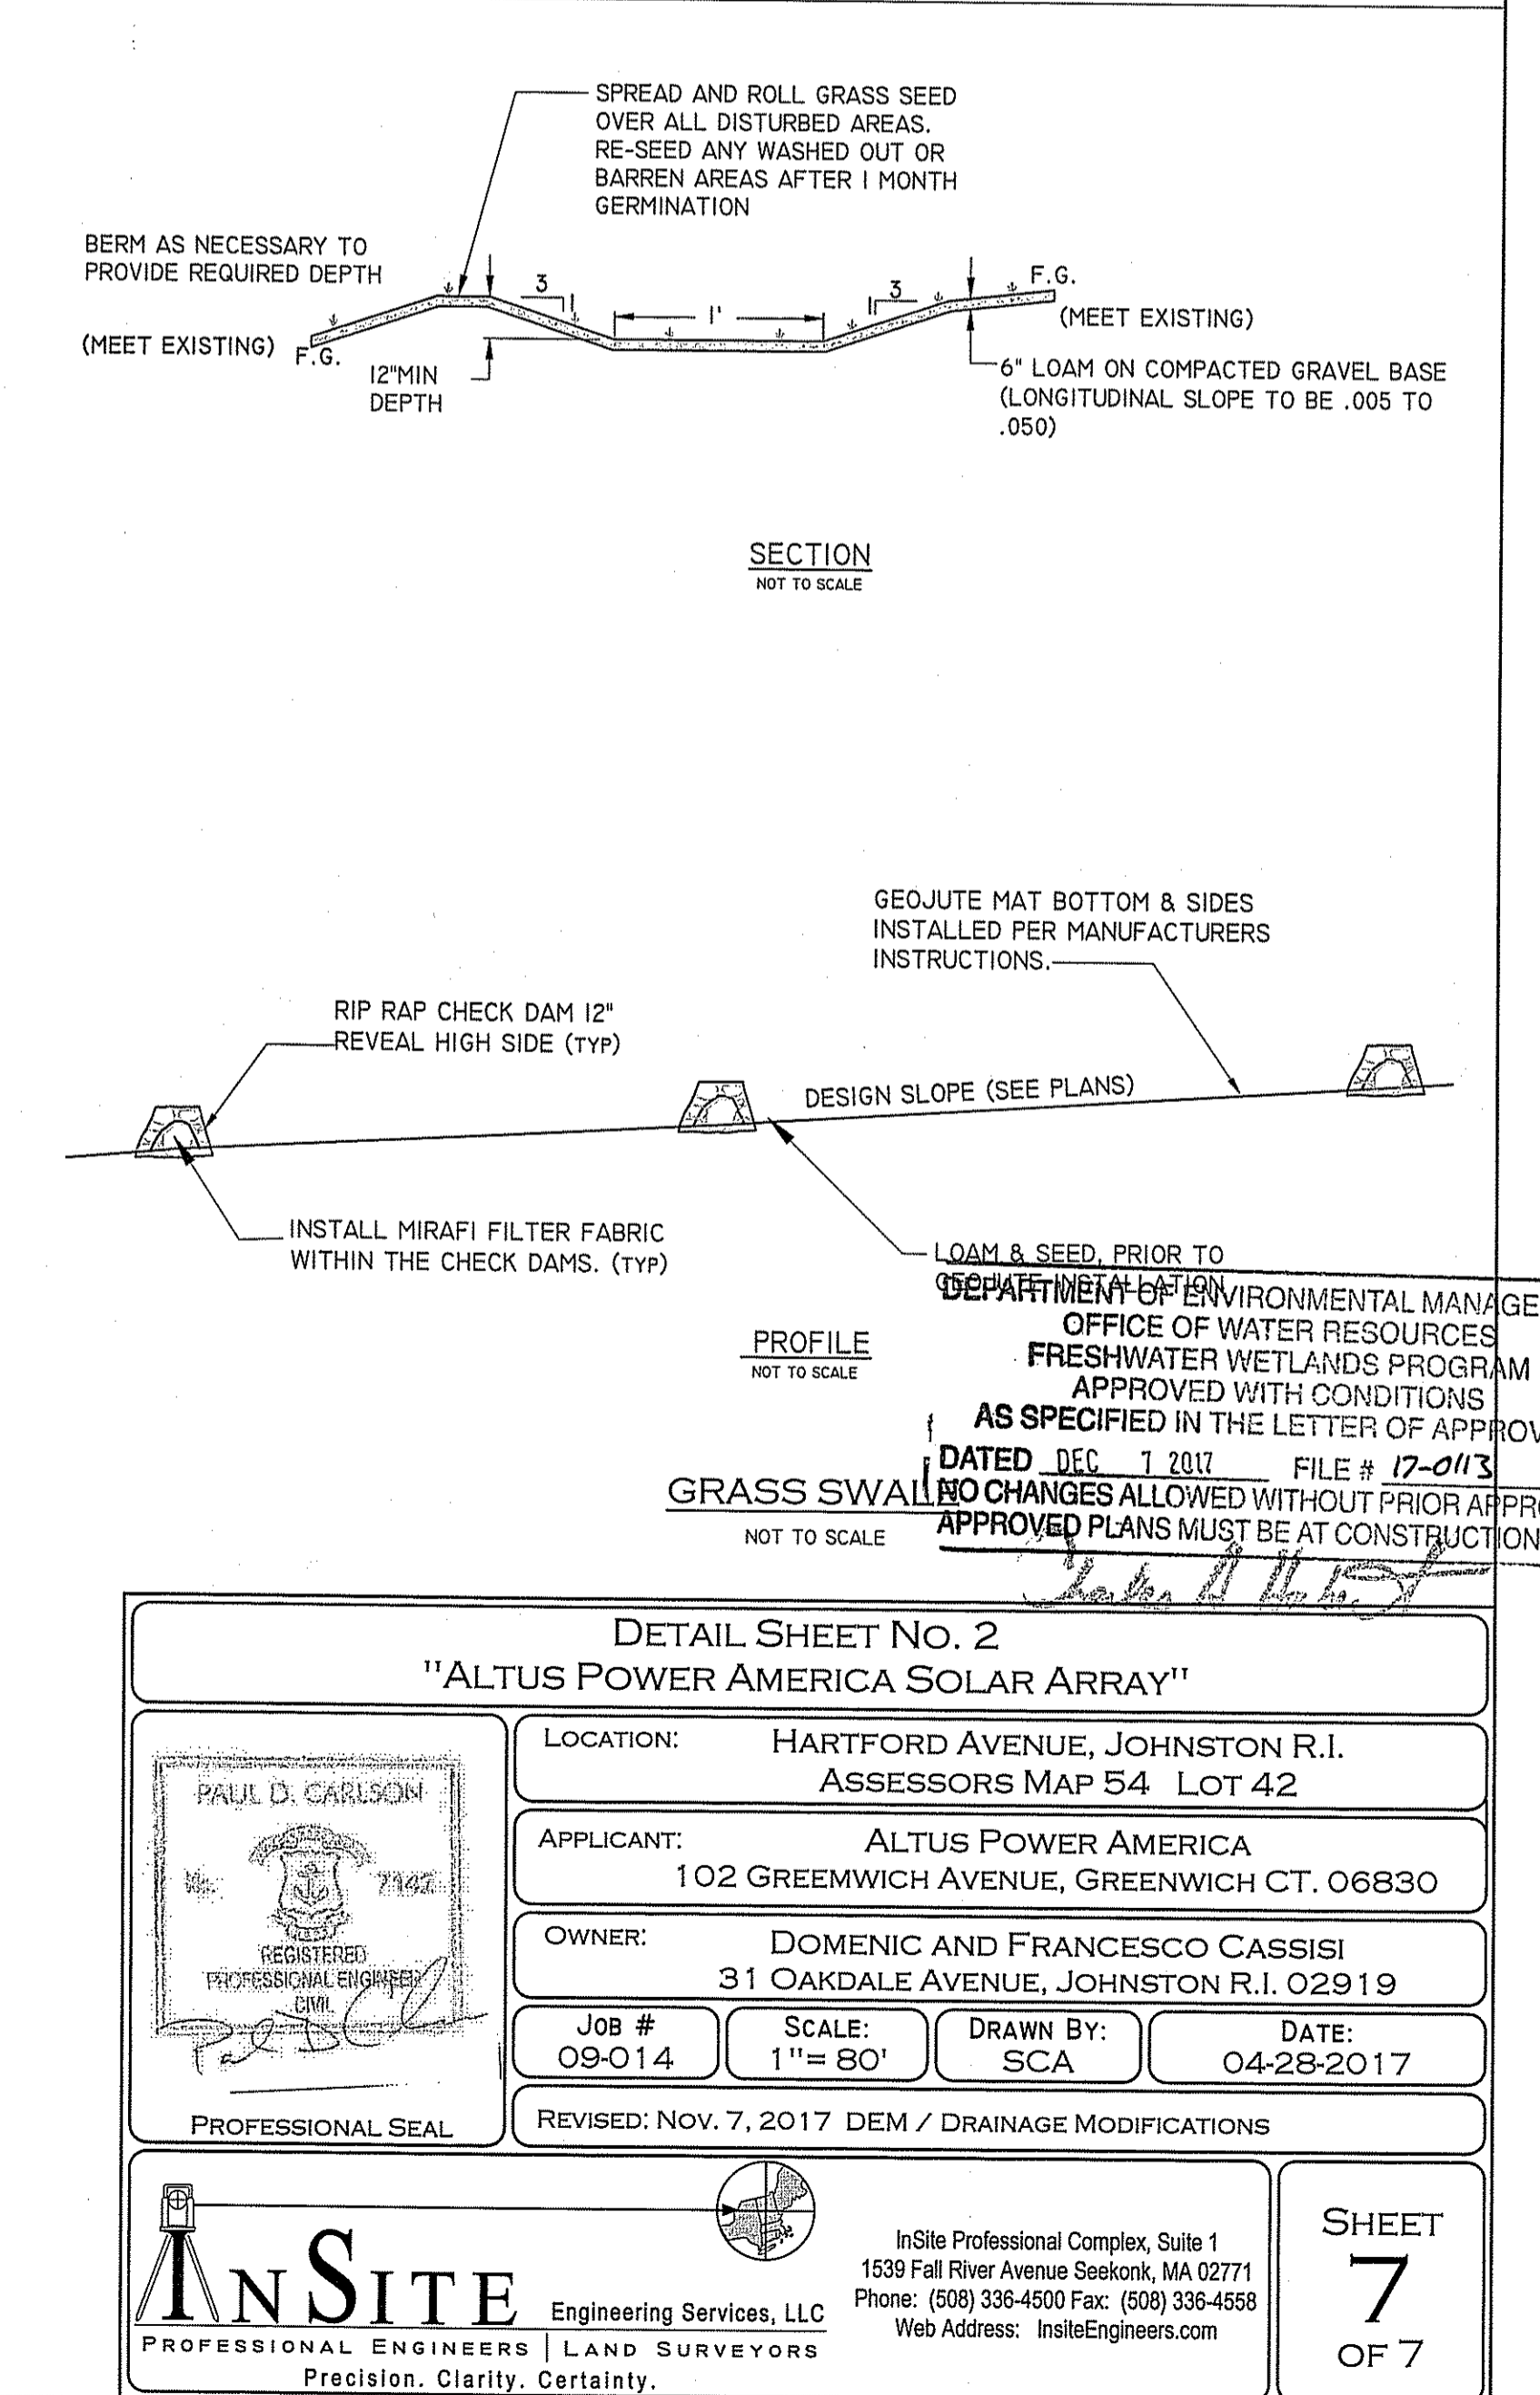 SPREAD AND ROLL GRASS SEED
OVER ALL DISTURBED AREAS.
RE-SEED ANY WASHED OUT OR
BARREN AREAS AFTER 1 MONTH
GERMINATION
BERM AS NECESSARY TO
PROVIDE REQUIRED DEPTH
3
1
1'
3
1
F.G.
(MEET EXISTING)
(MEET EXISTING)
F.G.
12"MIN
DEPTH
6" LOAM ON COMPACTED GRAVEL BASE
(LONGITUDINAL SLOPE TO BE .005 TO
.050)
SECTION
NOT TO SCALE
GEOJUTE MAT BOTTOM & SIDES
INSTALLED PER MANUFACTURERS
INSTRUCTIONS.
RIP RAP CHECK DAM 12"
REVEAL HIGH SIDE (TYP)
DESIGN SLOPE (SEE PLANS)
INSTALL MIRAFI FILTER FABRIC
WITHIN THE CHECK DAMS. (TYP)
LOAM & SEED, PRIOR TO
GEOJUTE INSTALLATION
DEPARTMENT OF ENVIRONMENTAL MANAGE
OFFICE OF WATER RESOURCES
FRESHWATER WETLANDS PROGRAM
APPROVED WITH CONDITIONS
AS SPECIFIED IN THE LETTER OF APPROV
DATED DEC 7 2017 FILE # 17-0113
NO CHANGES ALLOWED WITHOUT PRIOR APPRO
APPROVED PLANS MUST BE AT CONSTRUCTION
PROFILE
NOT TO SCALE
GRASS SWALE
NOT TO SCALE
DETAIL SHEET NO. 2
"ALTUS POWER AMERICA SOLAR ARRAY"
PAUL D. CARLSON
No. 7147
REGISTERED
PROFESSIONAL ENGINEER
CIVIL
PROFESSIONAL SEAL
LOCATION: HARTFORD AVENUE, JOHNSTON R.I.
ASSESSORS MAP 54 LOT 42
APPLICANT: ALTUS POWER AMERICA
102 GREEMWICH AVENUE, GREENWICH CT. 06830
OWNER: DOMENIC AND FRANCESCO CASSISI
31 OAKDALE AVENUE, JOHNSTON R.I. 02919
JOB #
09-014
SCALE:
1"= 80'
DRAWN BY:
SCA
DATE:
04-28-2017
REVISED: NOV. 7, 2017 DEM / DRAINAGE MODIFICATIONS
INSITE Engineering Services, LLC
PROFESSIONAL ENGINEERS | LAND SURVEYORS
Precision. Clarity. Certainty.
InSite Professional Complex, Suite 1
1539 Fall River Avenue Seekonk, MA 02771
Phone: (508) 336-4500 Fax: (508) 336-4558
Web Address: InsiteEngineers.com
SHEET
7
OF 7